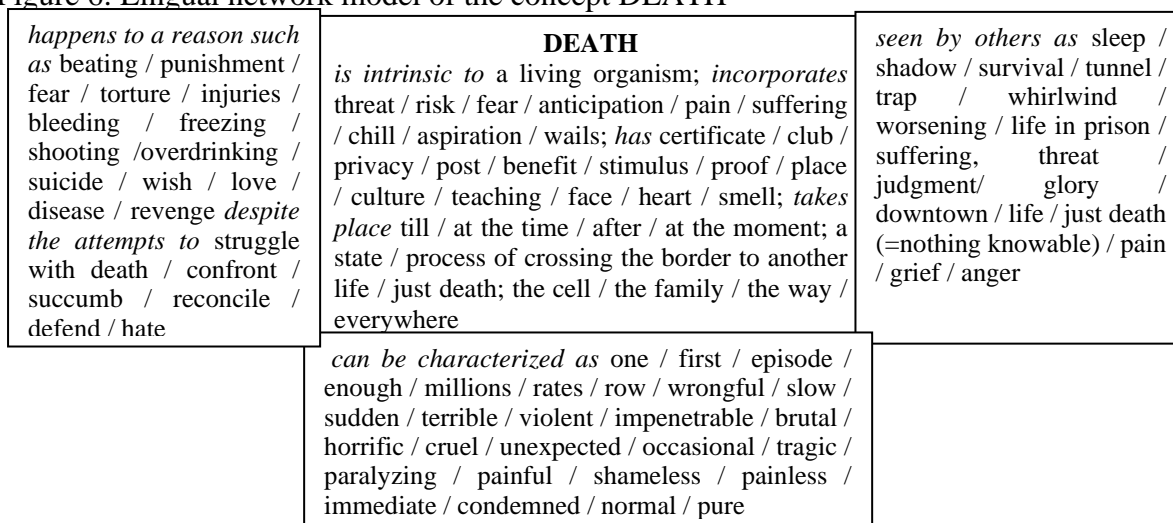 Figure 6. Lingual network model of the concept DEATH
happens to a reason such
as beating / punishment /
fear / torture / injuries /
bleeding / freezing /
shooting /overdrinking /
suicide / wish / love /
disease / revenge despite
the attempts to struggle
with death / confront /
succumb / reconcile /
defend / hate
DEATH
is intrinsic to a living organism; incorporates
threat / risk / fear / anticipation / pain / suffering
/ chill / aspiration / wails; has certificate / club /
privacy / post / benefit / stimulus / proof / place
/ culture / teaching / face / heart / smell; takes
place till / at the time / after / at the moment; a
state / process of crossing the border to another
life / just death; the cell / the family / the way /
everywhere
seen by others as sleep /
shadow / survival / tunnel /
trap / whirlwind /
worsening / life in prison /
suffering, threat /
judgment/ glory /
downtown / life / just death
(=nothing knowable) / pain
/ grief / anger
can be characterized as one / first / episode /
enough / millions / rates / row / wrongful / slow /
sudden / terrible / violent / impenetrable / brutal /
horrific / cruel / unexpected / occasional / tragic /
paralyzing / painful / shameless / painless /
immediate / condemned / normal / pure